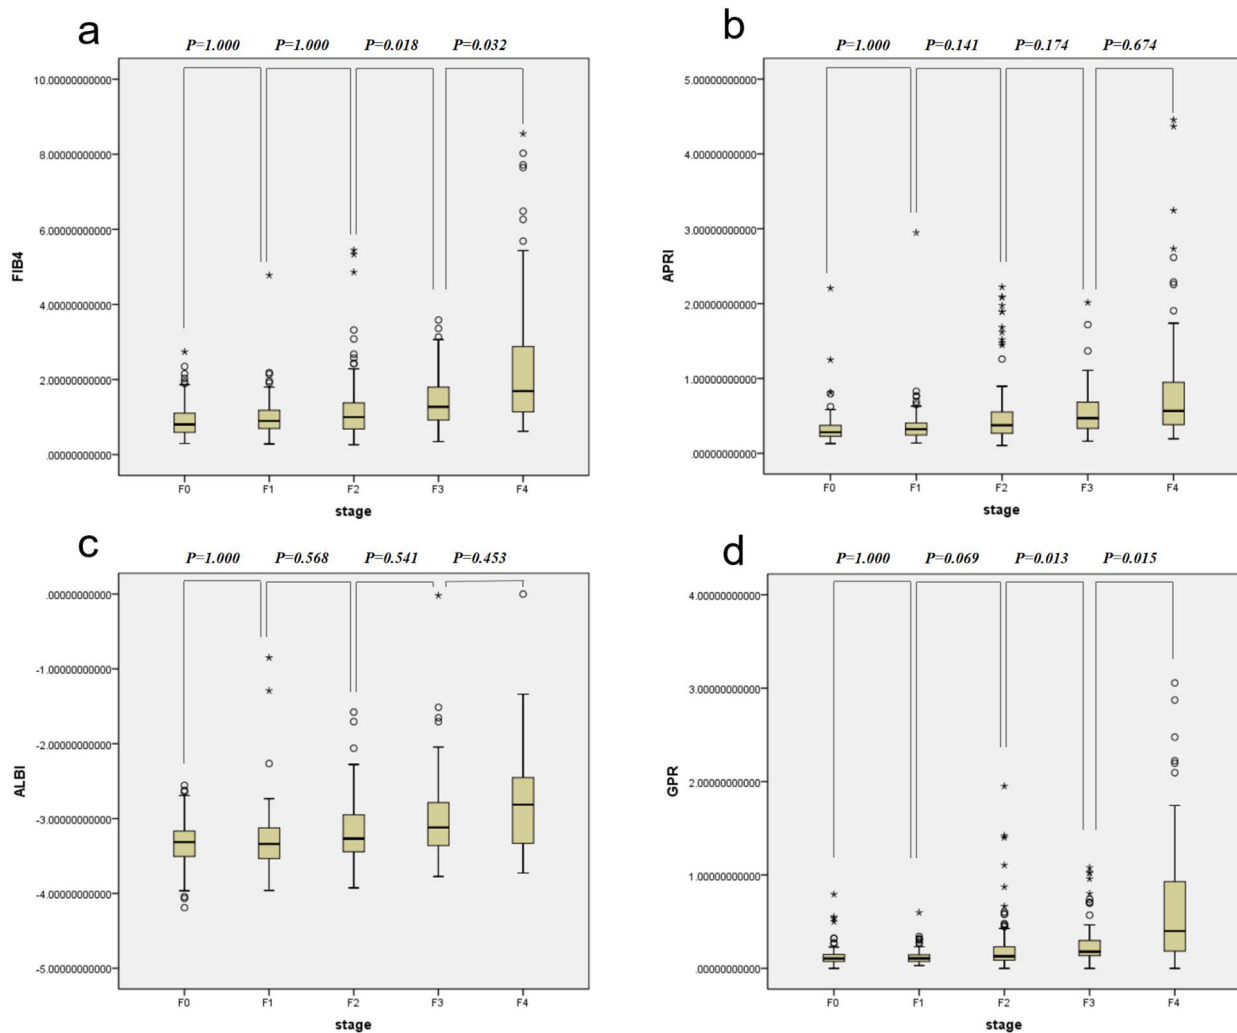 a
P=1.000 P=1.000 P=0.018 P=0.032
10.00000000000
8.00000000000
6.00000000000
4.00000000000
2.00000000000
.00000000000
FIB4
F0 F1 F2 F3 F4
stage
b
P=1.000 P=0.141 P=0.174 P=0.674
5.00000000000
4.00000000000
3.00000000000
2.00000000000
1.00000000000
.00000000000
APRI
F0 F1 F2 F3 F4
stage
c
P=1.000 P=0.568 P=0.541 P=0.453
.00000000000
-1.00000000000
-2.00000000000
-3.00000000000
-4.00000000000
-5.00000000000
ALBI
F0 F1 F2 F3 F4
stage
d
P=1.000 P=0.069 P=0.013 P=0.015
4.00000000000
3.00000000000
2.00000000000
1.00000000000
.00000000000
GPR
F0 F1 F2 F3 F4
stage